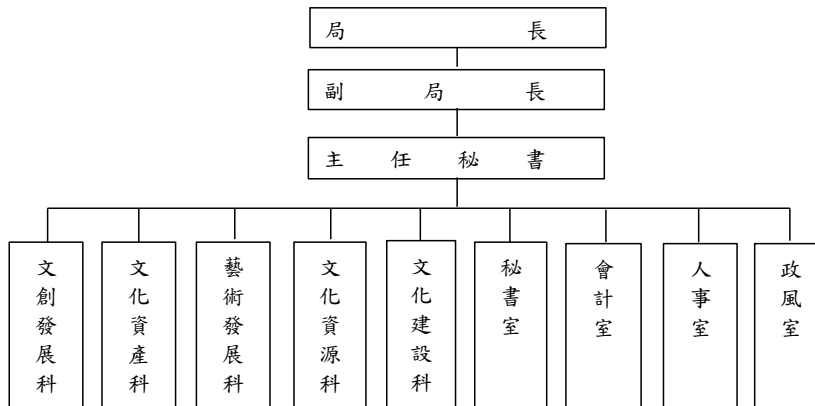 局長
副局長
主任秘書
文創發展科
文化資產科
藝術發展科
文化資源科
文化建設科
秘書室
會計室
人事室
政風室